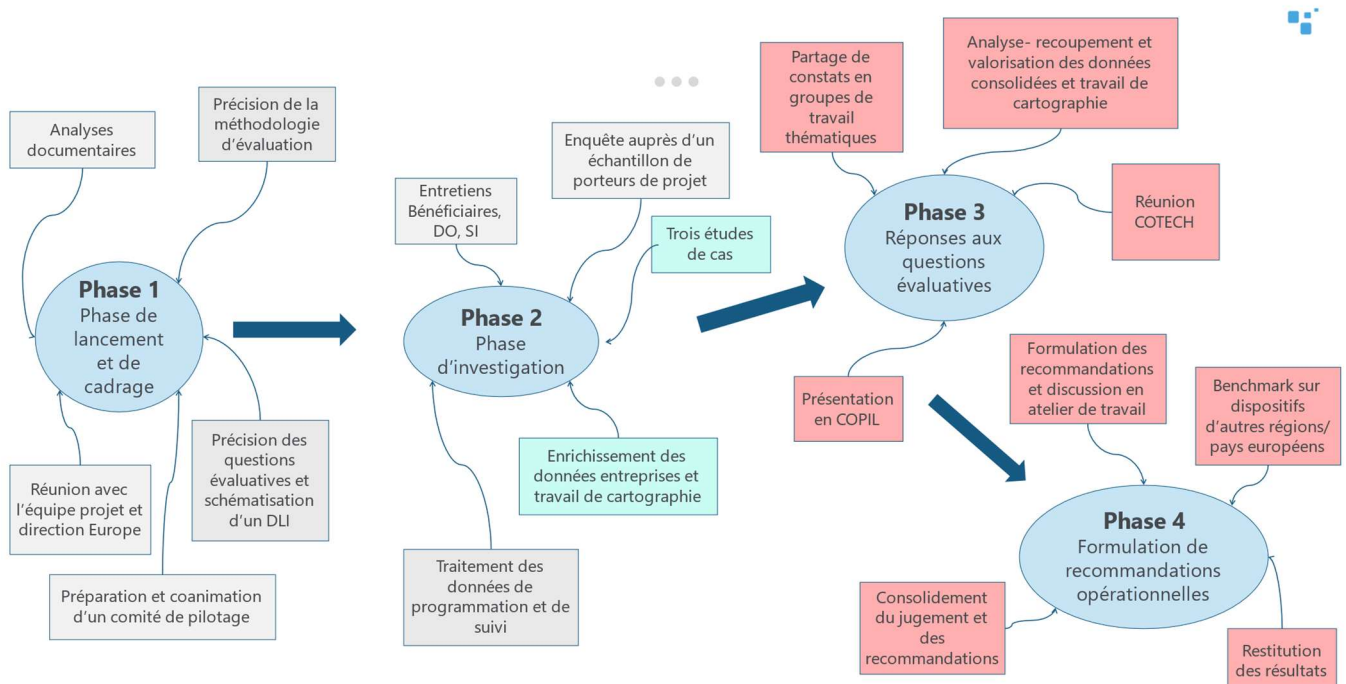 Analyses
documentaires
Précision de la
méthodologie
d'évaluation
Phase 1
Phase de
lancement
et de
cadrage
Réunion avec
l'équipe projet et
direction Europe
Préparation et coanimation
d'un comité de pilotage
Précision des
questions
évaluatives et
schématisation
d'un DLI
Entretiens
Bénéficiaires,
DO, SI
Enquête auprès d'un
échantillon de
porteurs de projet
Trois études
de cas
Phase 2
Phase
d'investigation
Enrichissement des
données entreprises et
travail de cartographie
Traitement des
données de
programmation et de
suivi
Partage de
constats en
groupes de
travail
thématiques
Analyse- recoupement et
valorisation des données
consolidées et travail de
cartographie
Réunion
COTECH
Phase 3
Réponses aux
questions
évaluatives
Présentation
en COPIL
Formulation des
recommandations
et discussion en
atelier de travail
Benchmark sur
dispositifs
d'autres régions/
pays européens
Phase 4
Formulation de
recommandations
opérationnelles
Consolidement
du jugement et
des
recommandations
Restitution
des résultats